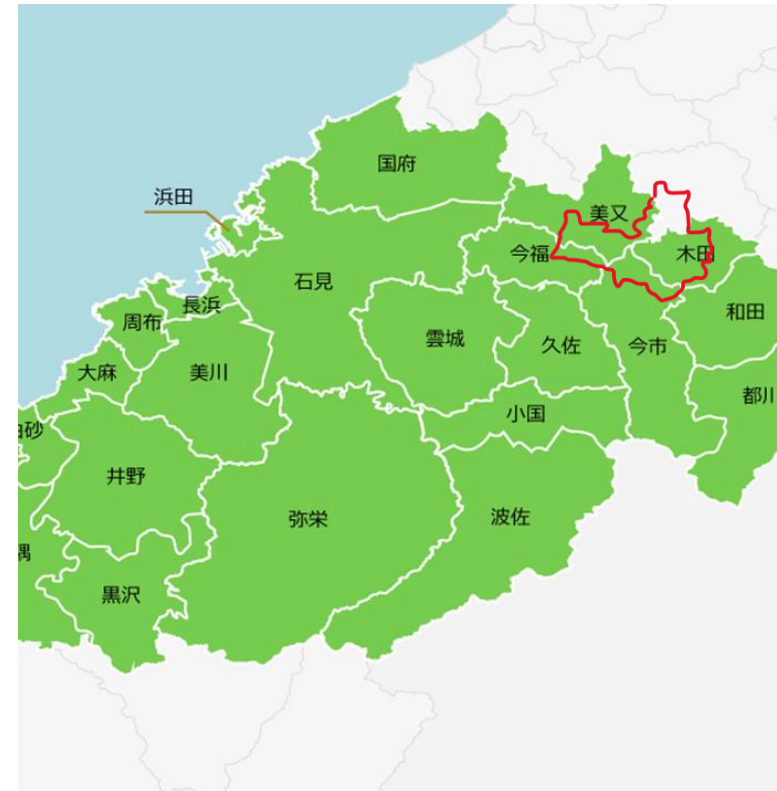 国府
浜田
美又
今福
木田
石見
長浜
和田
周布
雲城
久佐
今市
大麻
美川
都川
小国
砂
井野
弥栄
波佐
隅
黒沢